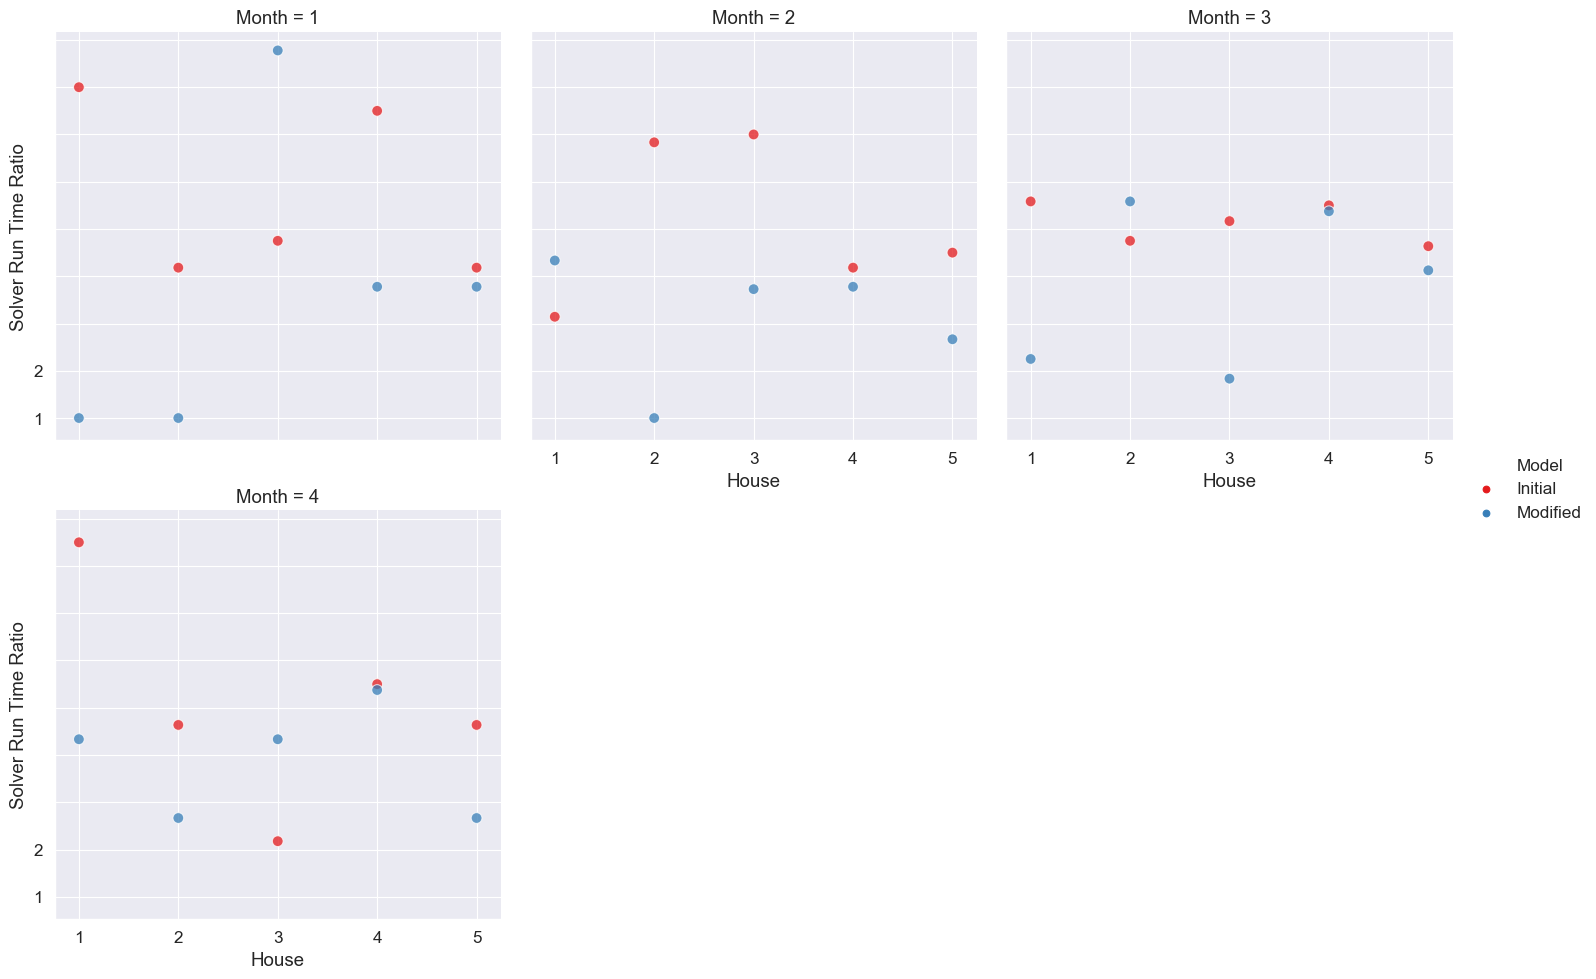 Month = 1
Month = 2
Month = 3
Solver Run Time Ratio
2
1
1 2 3 4 5
House
1 2 3 4 5
House
Model
Initial
Modified
Month = 4
Solver Run Time Ratio
2
1
1 2 3 4 5
House